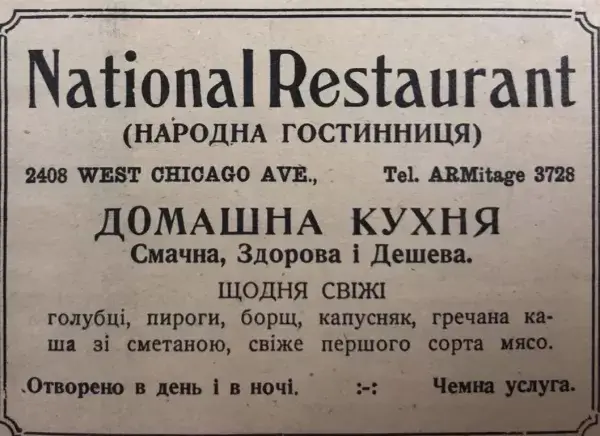 National Restaurant
(НАРОДНА ГОСТИННИЦЯ)
2408 WEST CHICAGO AVE., Tel. ARMitage 3728
ДОМАШНА КУХНЯ
Смачна, Здорова і Дешева.
ЩОДНЯ СВІЖІ
голубці, пироги, борщ, капусняк, гречана ка-
ша зі сметаною, свіже першого сорта мясо.
Отворено в день і в ночі. :-: Чемна услуга.